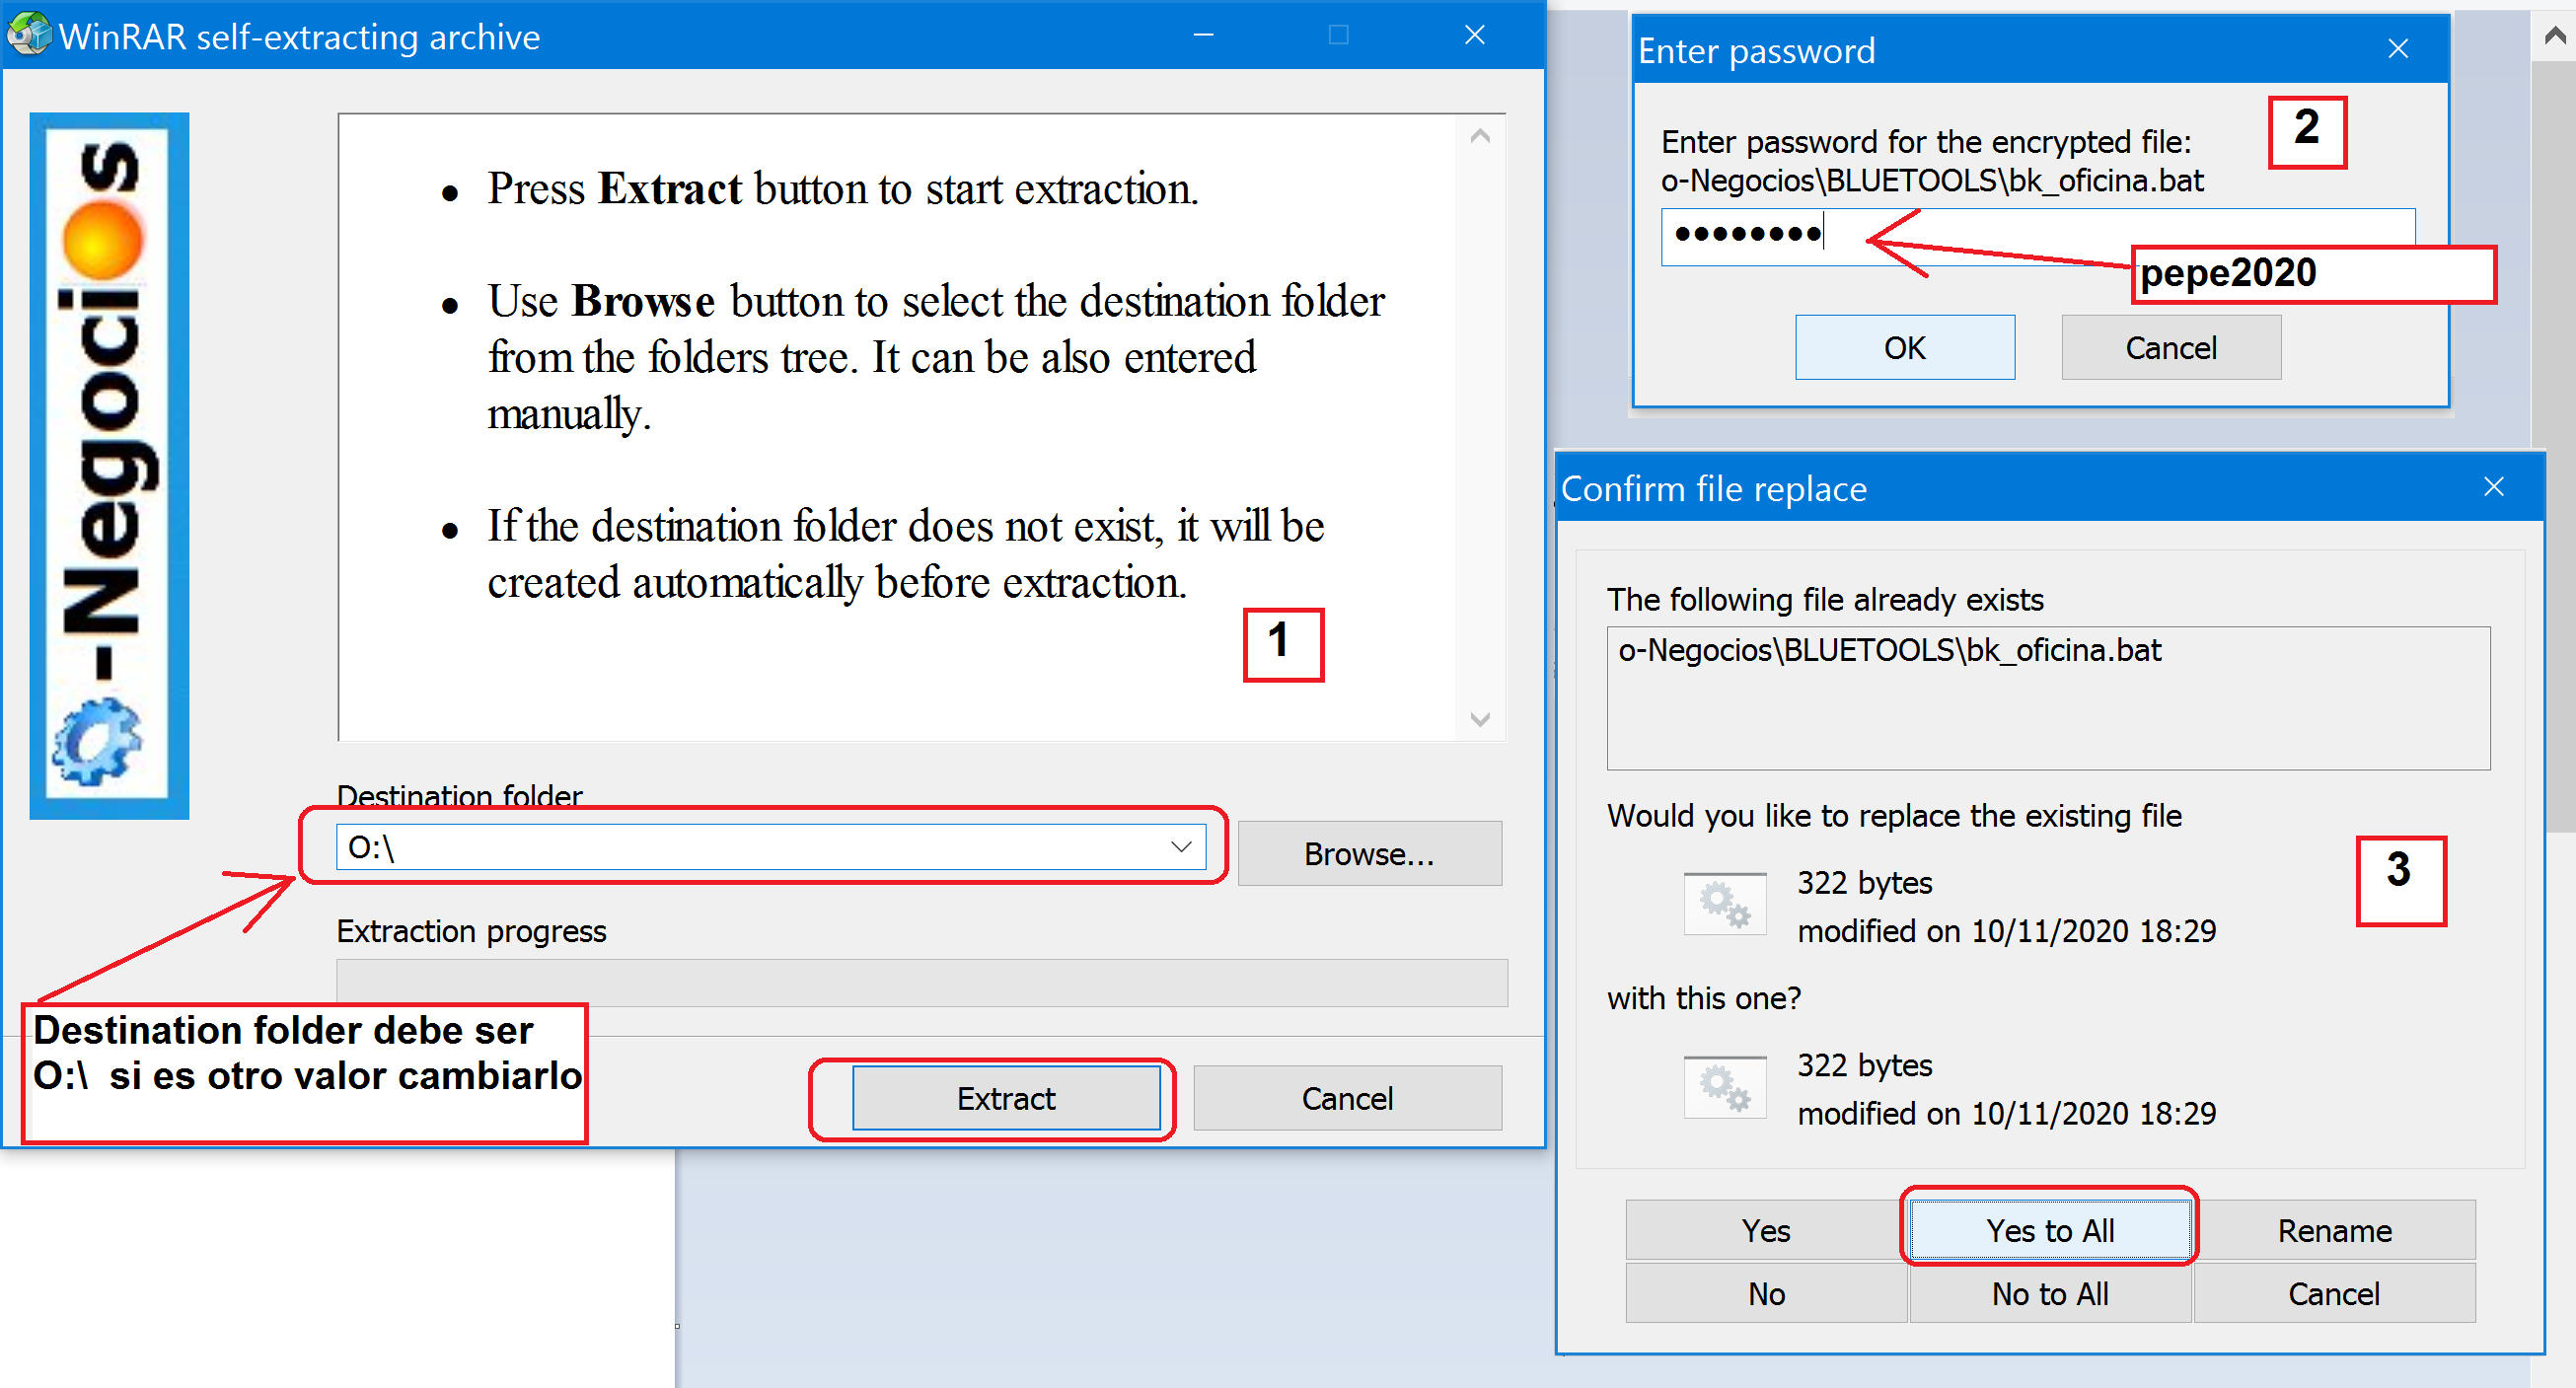 WinRAR self-extracting archive
-Negocios
• Press Extract button to start extraction.
• Use Browse button to select the destination folder
from the folders tree. It can be also entered
manually.
• If the destination folder does not exist, it will be
created automatically before extraction.
1
Destination folder
O:\
Browse...
Extraction progress
Destination folder debe ser
O:\ si es otro valor cambiarlo
Extract
Cancel
Enter password
2
Enter password for the encrypted file:
o-Negocios\BLUETOOLS\bk_oficina.bat
●●●●●●●●
pepe2020
OK
Cancel
Confirm file replace
The following file already exists
o-Negocios\BLUETOOLS\bk_oficina.bat
Would you like to replace the existing file
3
322 bytes
modified on 10/11/2020 18:29
with this one?
322 bytes
modified on 10/11/2020 18:29
Yes
Yes to All
Rename
No
No to All
Cancel